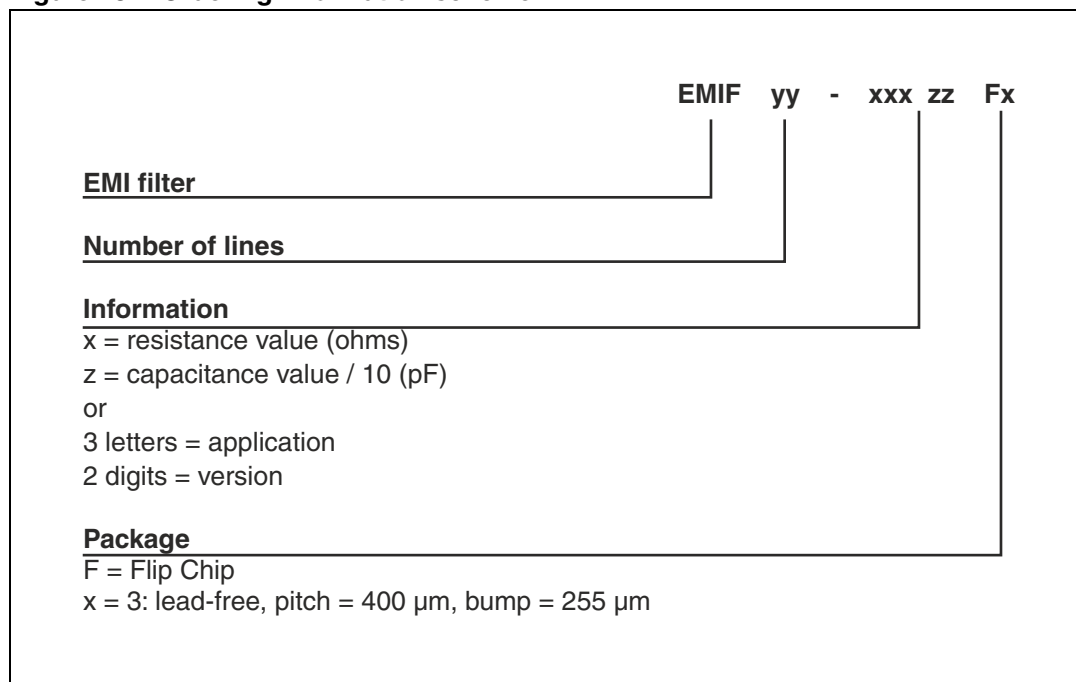 EMIF yy - xxx zz Fx
EMI filter
Number of lines
Information
x = resistance value (ohms)
z = capacitance value / 10 (pF)
or
3 letters = application
2 digits = version
Package
F = Flip Chip
x = 3: lead-free, pitch = 400 µm, bump = 255 µm